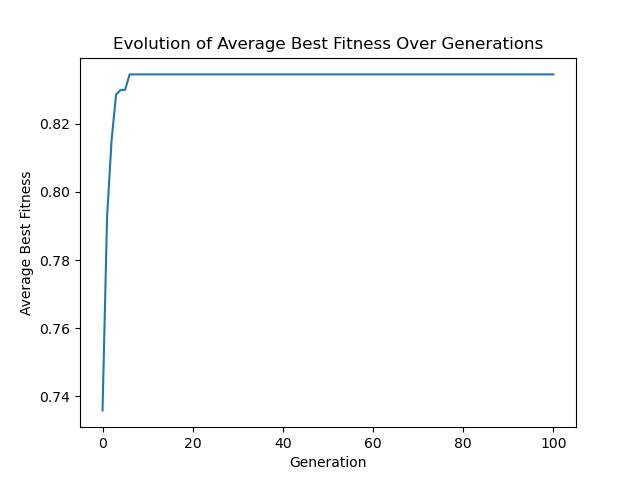 Evolution of Average Best Fitness Over Generations
Average Best Fitness
0.82
0.80
0.78
0.76
0.74
0 20 40 60 80 100
Generation